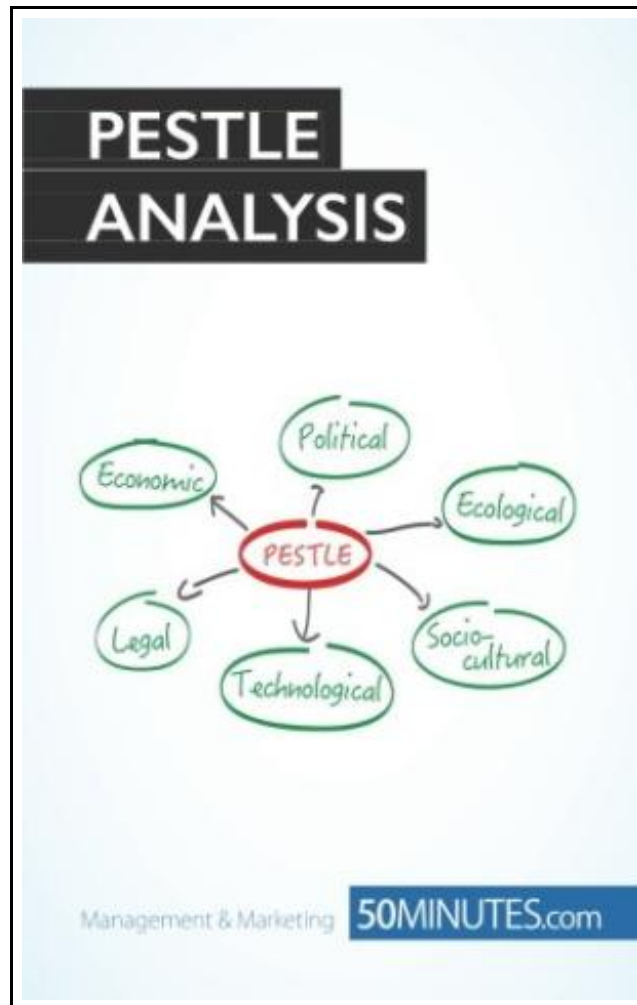 PESTLE
ANALYSIS
Political
Economic
Ecological
PESTLE
Legal
Socio-
cultural
Technological
Management & Marketing 50MINUTES.com